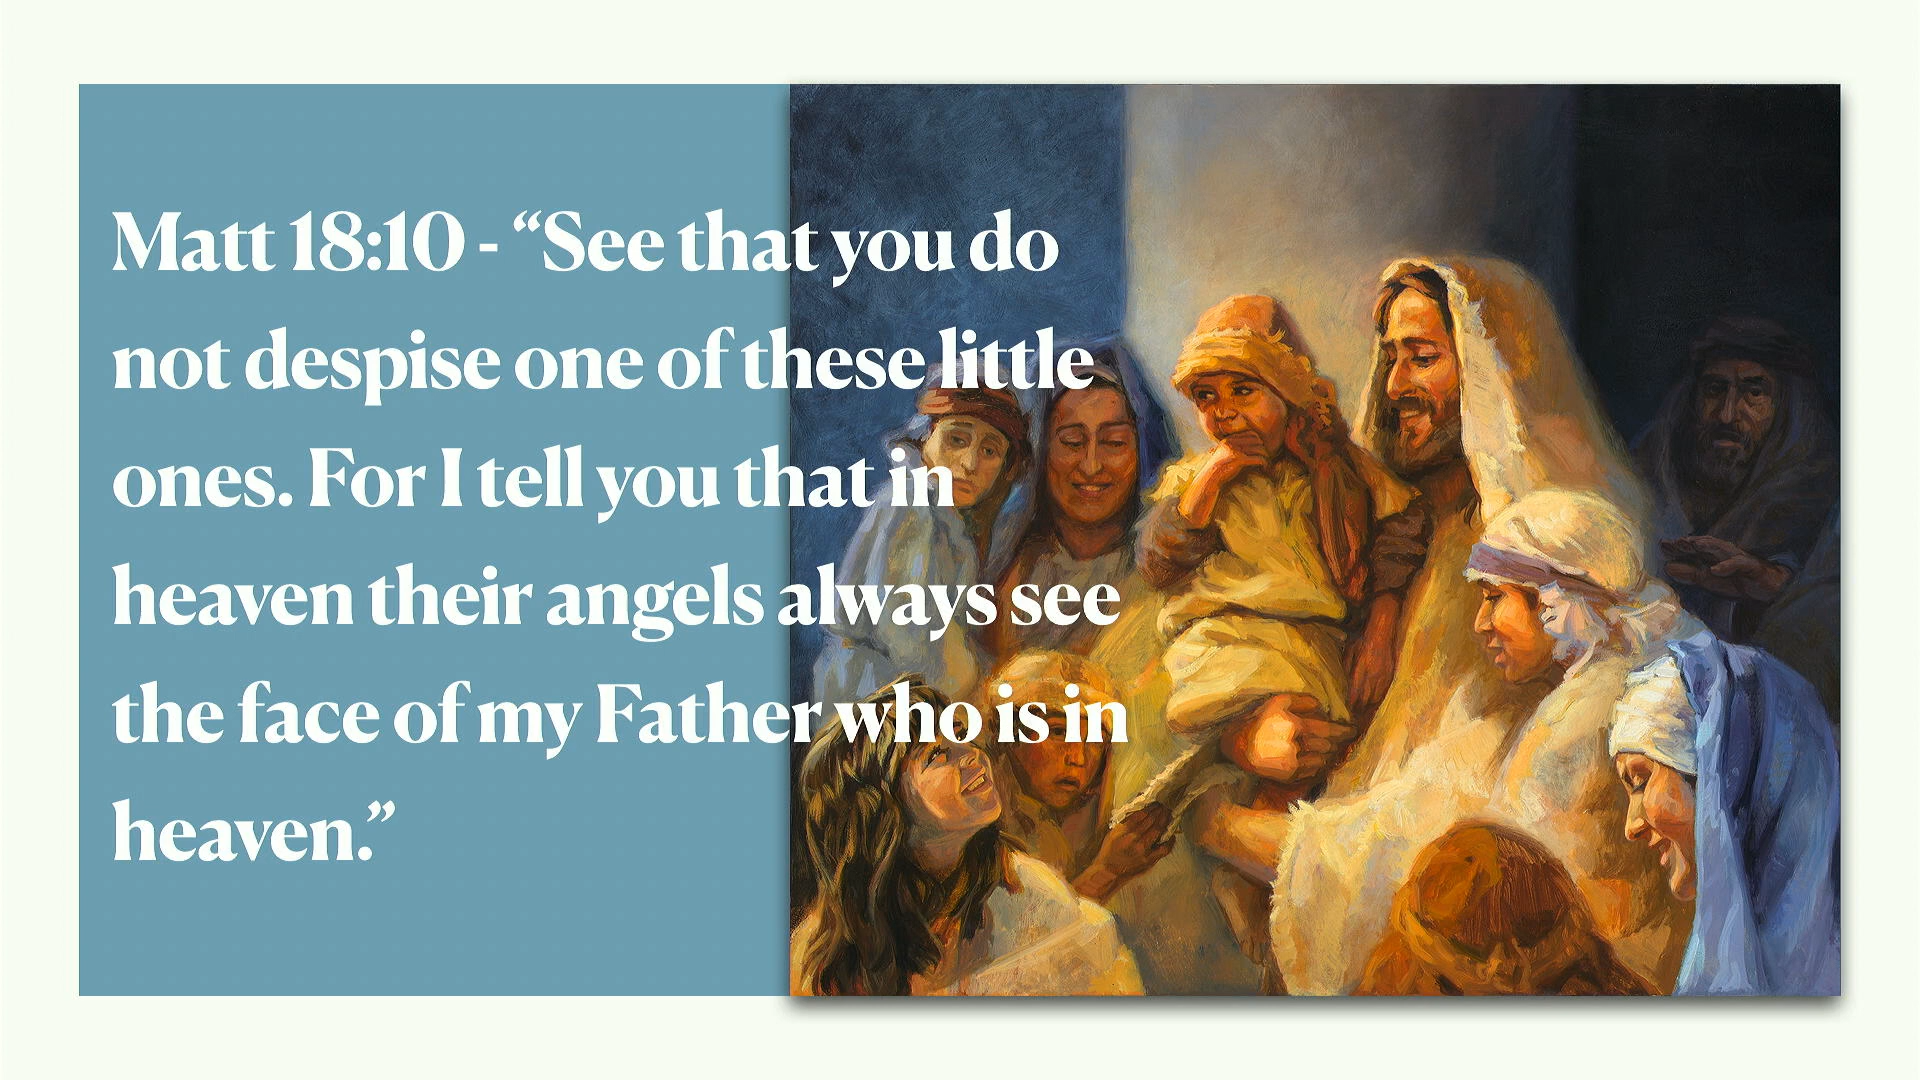 Matt 18:10 - “See that you do
not despise one of these little
ones. For I tell you that in
heaven their angels always see
the face of my Father who is in
heaven.”